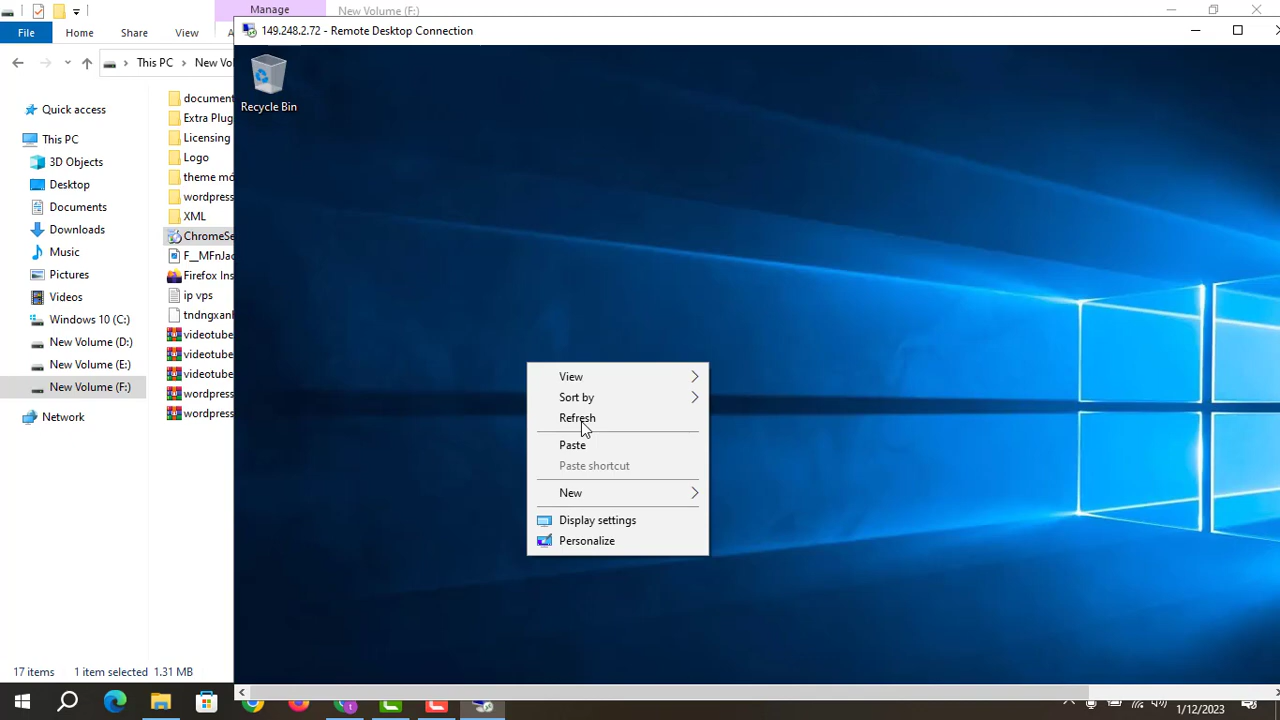 Manage
New Volume (F:)
File
Home
Share
View
149.248.2.72 - Remote Desktop Connection
This PC
New Vol
Recycle Bin
Quick access
This PC
3D Objects
Desktop
Documents
Downloads
Music
Pictures
Videos
Windows 10 (C:)
New Volume (D:)
New Volume (E:)
New Volume (F:)
Network
document
Extra Plug
Licensing
Logo
theme mó
wordpress
XML
ChromeSe
F__MFnJac
Firefox Ins
ip vps
tndngxanh
videotube
videotube
videotube
wordpress
wordpress
View
Sort by
Refresh
Paste
Paste shortcut
New
Display settings
Personalize
17 items
1 item selected
1.31 MB
1/12/2023